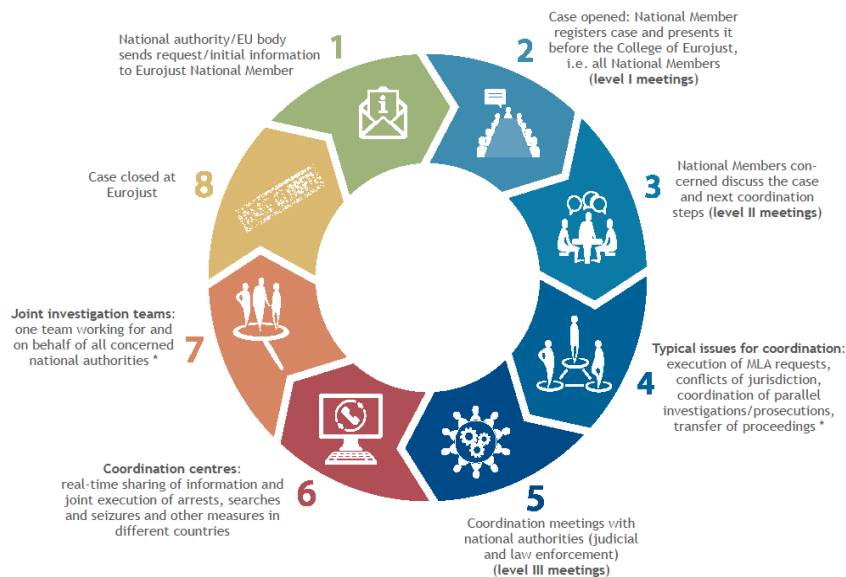 1
National authority/EU body
sends request/initial information
to Eurojust National Member
2
Case opened: National Member
registers case and presents it
before the College of Eurojust,
i.e. all National Members
(level I meetings)
3
National Members con-
cerned discuss the case
and next coordination
steps (level II meetings)
4
Typical issues for coordination:
execution of MLA requests,
conflicts of jurisdiction,
coordination of parallel
investigations/prosecutions,
transfer of proceedings *
5
Coordination meetings with
national authorities (judicial
and law enforcement)
(level III meetings)
6
Coordination centres:
real-time sharing of information and
joint execution of arrests, searches
and seizures and other measures in
different countries
7
Joint investigation teams:
one team working for and
on behalf of all concerned
national authorities *
8
Case closed at
Eurojust